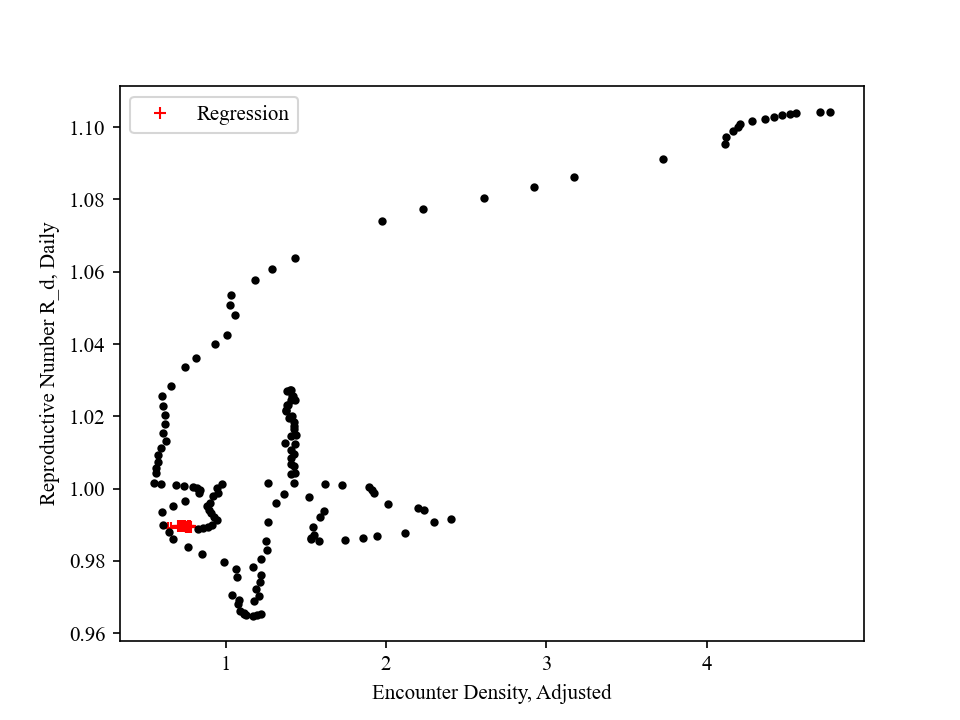 Regression
1.10
1.08
1.06
1.04
1.02
1.00
0.98
0.96
Reproductive Number R_d, Daily
1 2 3 4
Encounter Density, Adjusted